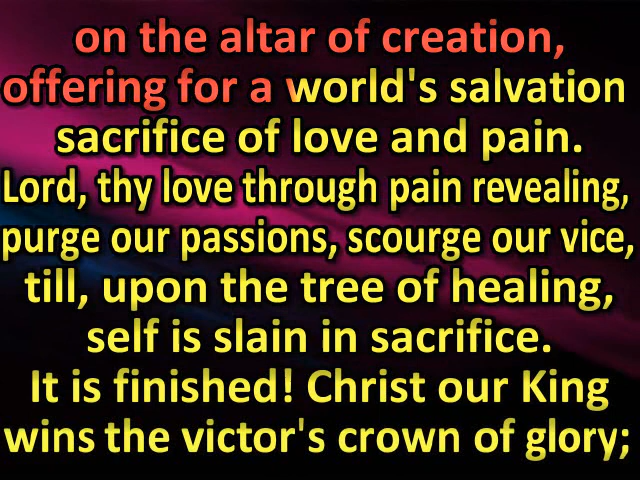 on the altar of creation,
offering for a world's salvation
sacrifice of love and pain.
Lord, thy love through pain revealing,
purge our passions, scourge our vice,
till, upon the tree of healing,
self is slain in sacrifice.
It is finished! Christ our King
wins the victor's crown of glory;